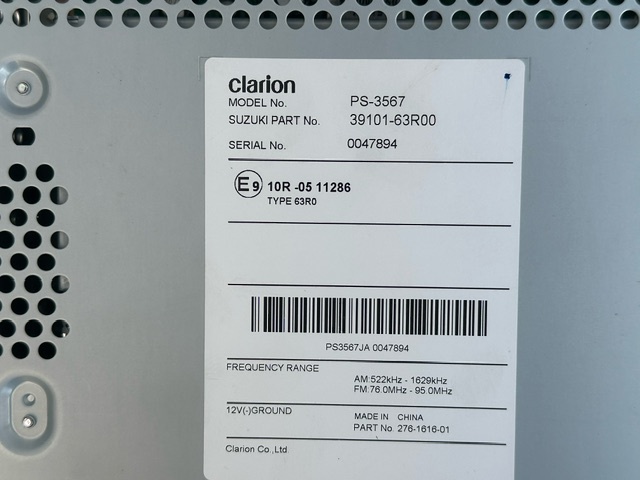 clarion
MODEL No. PS-3567
SUZUKI PART No. 39101-63R00
SERIAL No. 0047894
E9 10R -05 11286
TYPE 63R0
PS3567JA 0047894
FREQUENCY RANGE
AM:522kHz - 1629kHz
FM:76.0MHz - 95.0MHz
12V(-)GROUND
MADE IN CHINA
PART No. 276-1616-01
Clarion Co.,Ltd